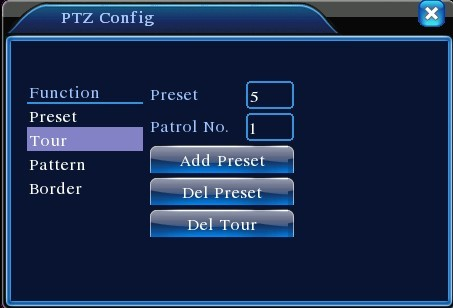 PTZ Config
Function
Preset
Tour
Pattern
Border
Preset 5
Patrol No. 1
Add Preset
Del Preset
Del Tour